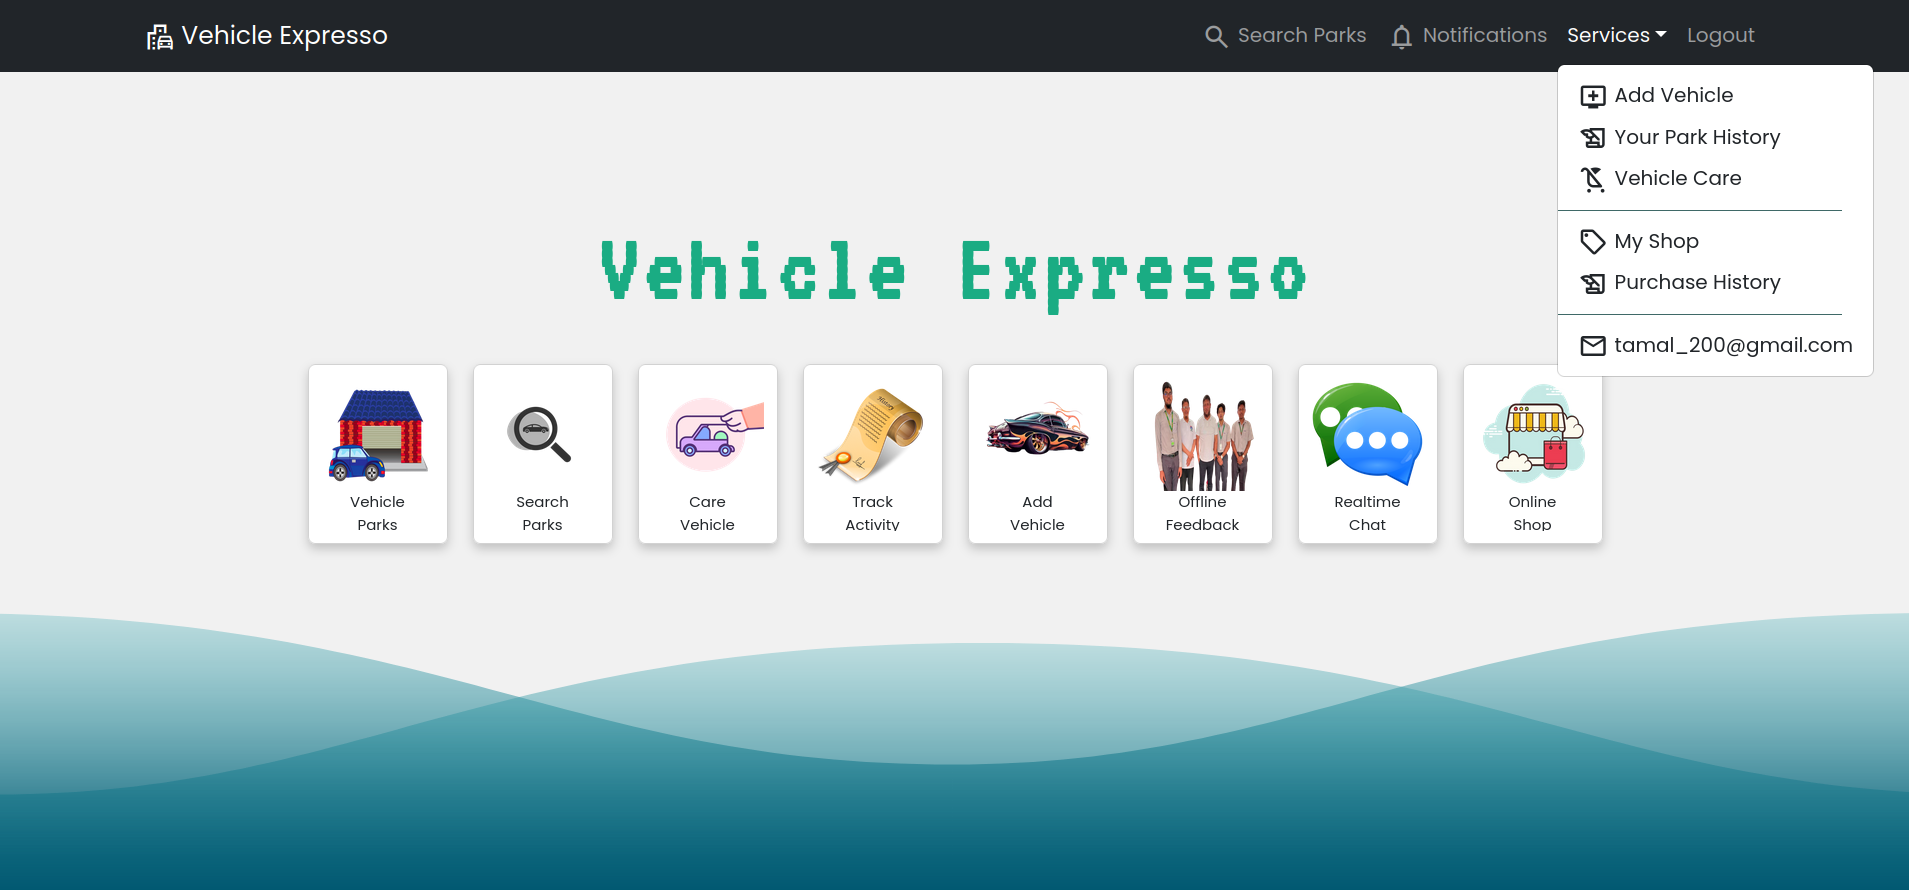 Vehicle Expresso
Search Parks
Notifications
Services
Logout
Add Vehicle
Your Park History
Vehicle Care
My Shop
Purchase History
tamal_200@gmail.com
Vehicle Expresso
Vehicle
Parks
Search
Parks
Care
Vehicle
History
Track
Activity
Add
Vehicle
Offline
Feedback
Realtime
Chat
Online
Shop